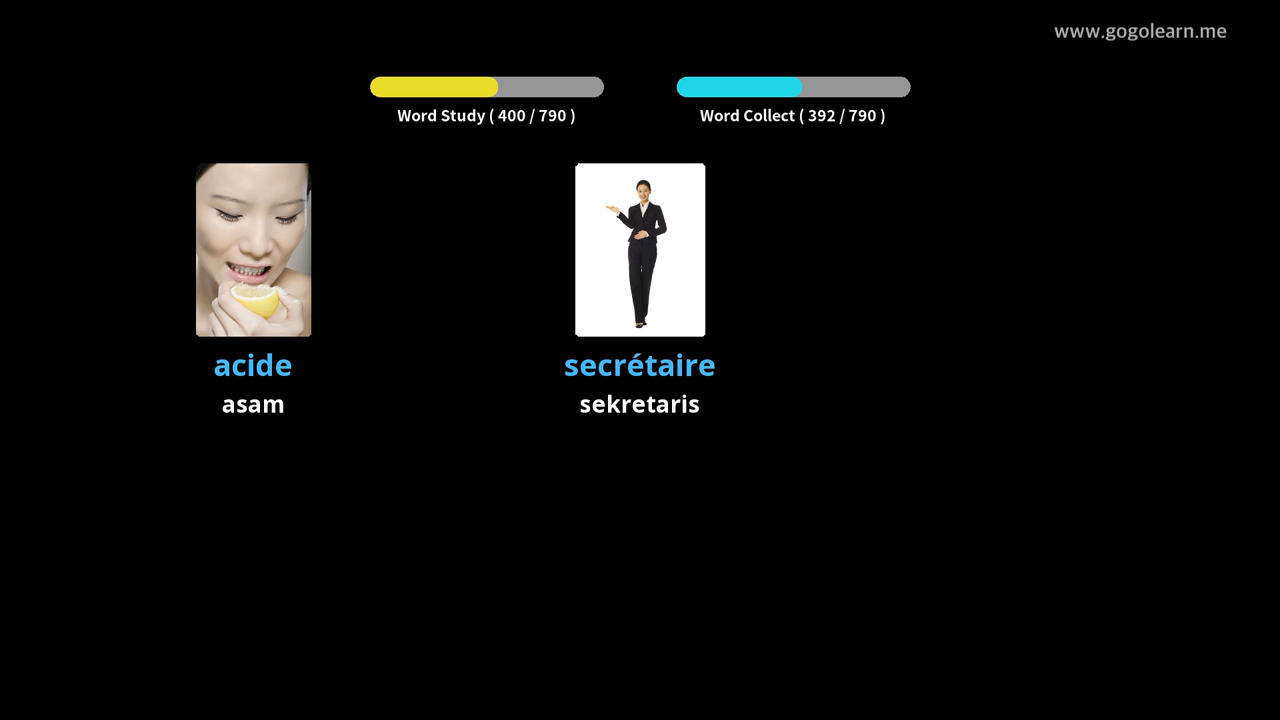 www.gogolearn.me
Word Study ( 400 / 790 )
Word Collect ( 392 / 790 )
acide
secrétaire
asam
sekretaris